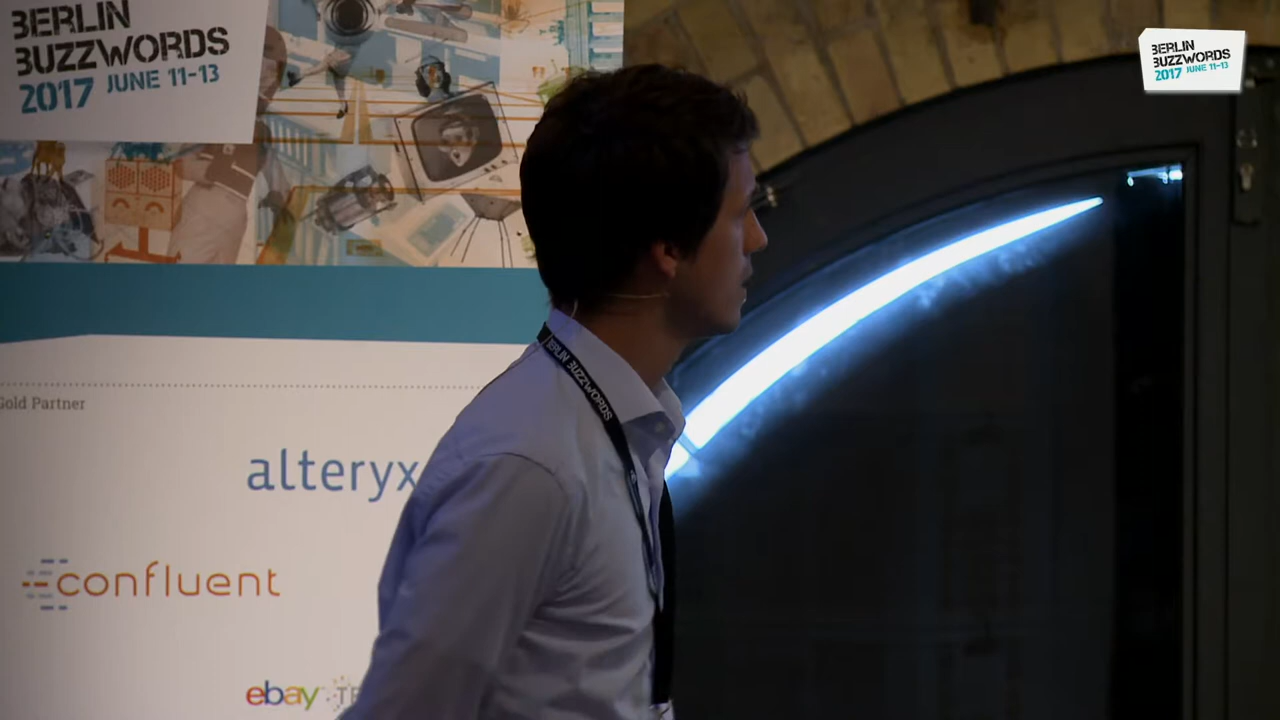 BERLIN
BUZZWORDS
2017 JUNE 11-13
BERLIN
BUZZWORDS
2017 JUNE 11-13
BERLIN BUZZWORDS
Gold Partner
alteryx
confluent
ebay